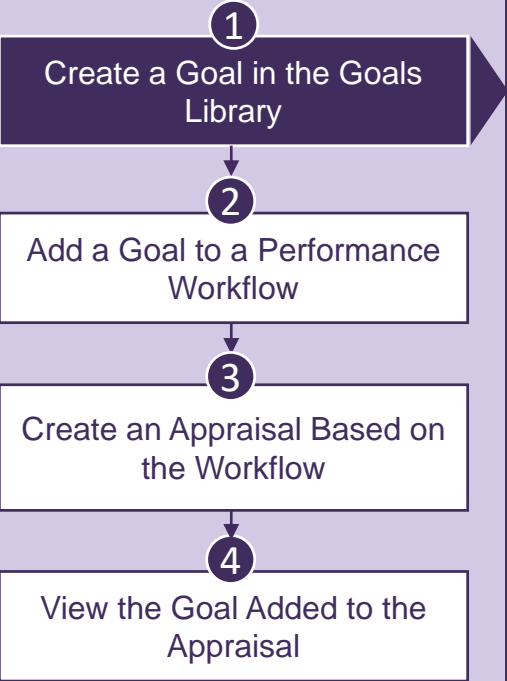 1
Create a Goal in the Goals
Library
2
Add a Goal to a Performance
Workflow
3
Create an Appraisal Based on
the Workflow
4
View the Goal Added to the
Appraisal